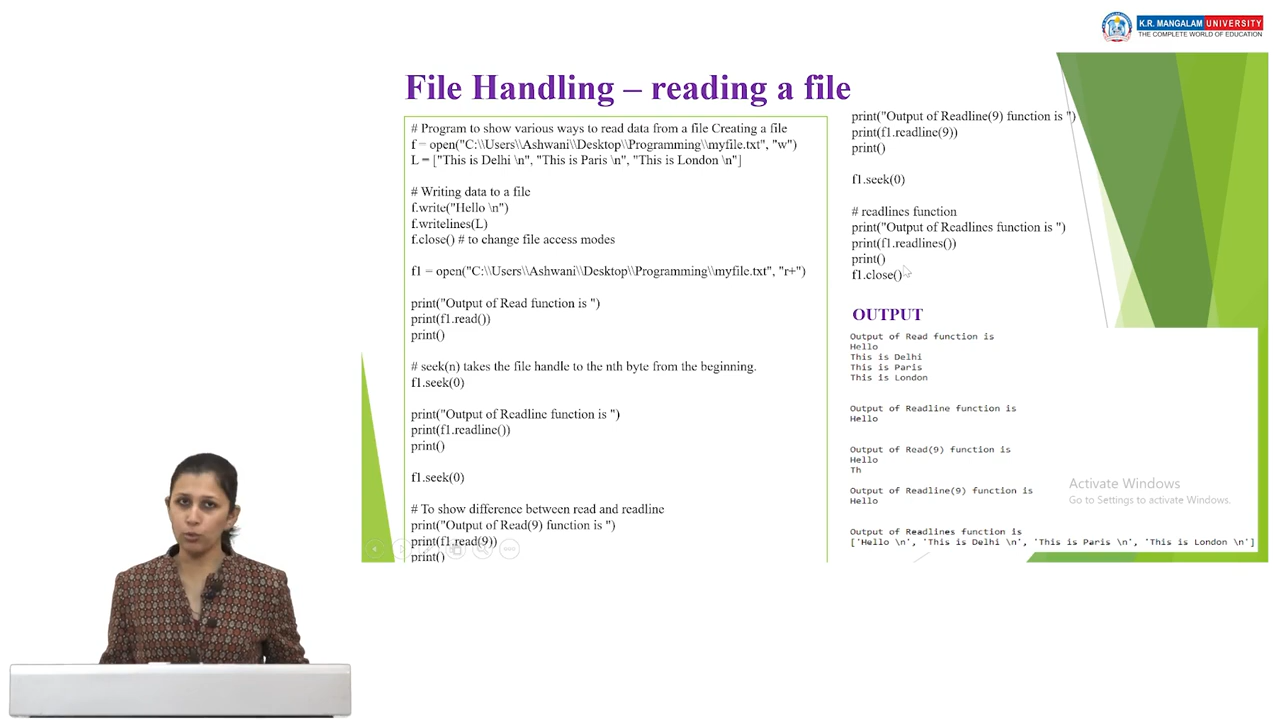 K.R. MANGALAM UNIVERSITY
THE COMPLETE WORLD OF EDUCATION
File Handling – reading a file
# Program to show various ways to read data from a file Creating a file
f = open("C:\\Users\\Ashwani\\Desktop\\Programming\\myfile.txt", "w")
L = ["This is Delhi \n", "This is Paris \n", "This is London \n"]
# Writing data to a file
f.write("Hello \n")
f.writelines(L)
f.close() # to change file access modes
f1 = open("C:\\Users\\Ashwani\\Desktop\\Programming\\myfile.txt", "r+")
print("Output of Read function is ")
print(f1.read())
print()
# seek(n) takes the file handle to the nth byte from the beginning.
f1.seek(0)
print("Output of Readline function is ")
print(f1.readline())
print()
f1.seek(0)
# To show difference between read and readline
print("Output of Read(9) function is ")
print(f1.read(9))
print()
print("Output of Readline(9) function is ")
print(f1.readline(9))
print()
f1.seek(0)
# readlines function
print("Output of Readlines function is ")
print(f1.readlines())
print()
f1.close()
OUTPUT
Output of Read function is
Hello
This is Delhi
This is Paris
This is London
Output of Readline function is
Hello
Output of Read(9) function is
Hello
Th
Output of Readline(9) function is
Hello
Output of Readlines function is
['Hello \n', 'This is Delhi \n', 'This is Paris \n', 'This is London \n']
Activate Windows
Go to Settings to activate Windows.